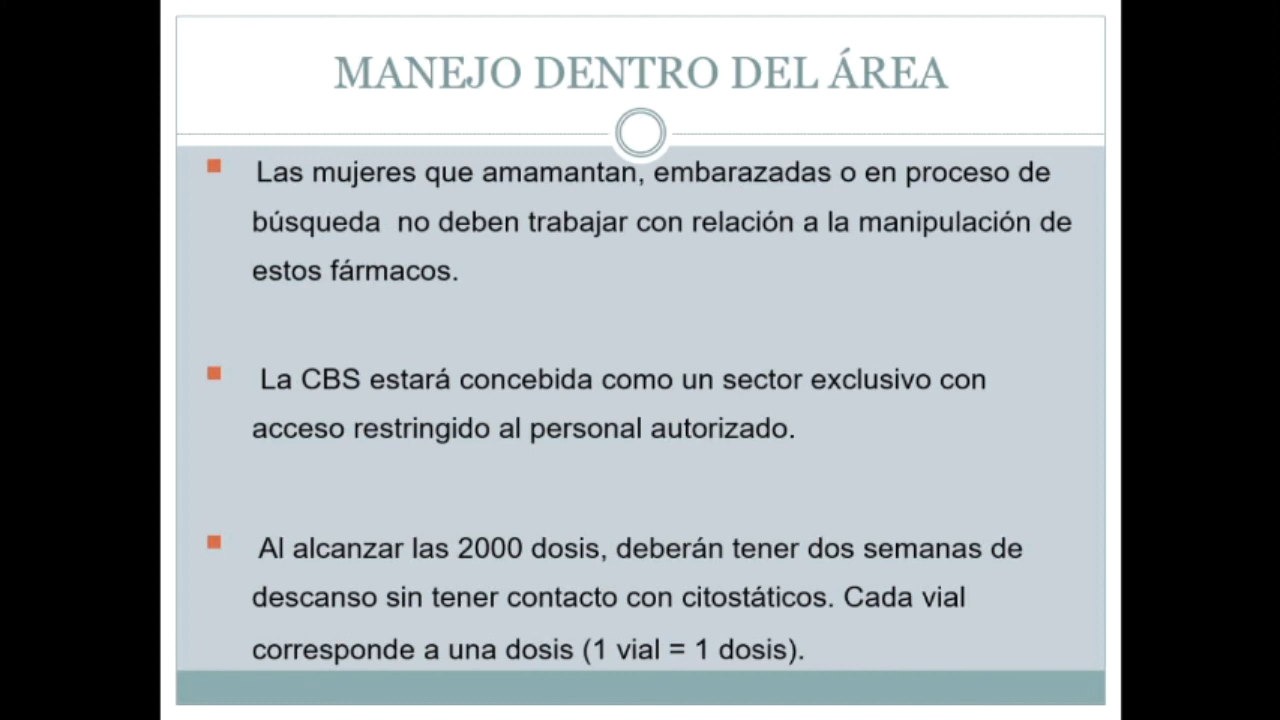 MANEJO DENTRO DEL ÁREA
Las mujeres que amamantan, embarazadas o en proceso de
búsqueda  no deben trabajar con relación a la manipulación de
estos fármacos.
La CBS estará concebida como un sector exclusivo con
acceso restringido al personal autorizado.
Al alcanzar las 2000 dosis, deberán tener dos semanas de
descanso sin tener contacto con citostáticos. Cada vial
corresponde a una dosis (1 vial = 1 dosis).